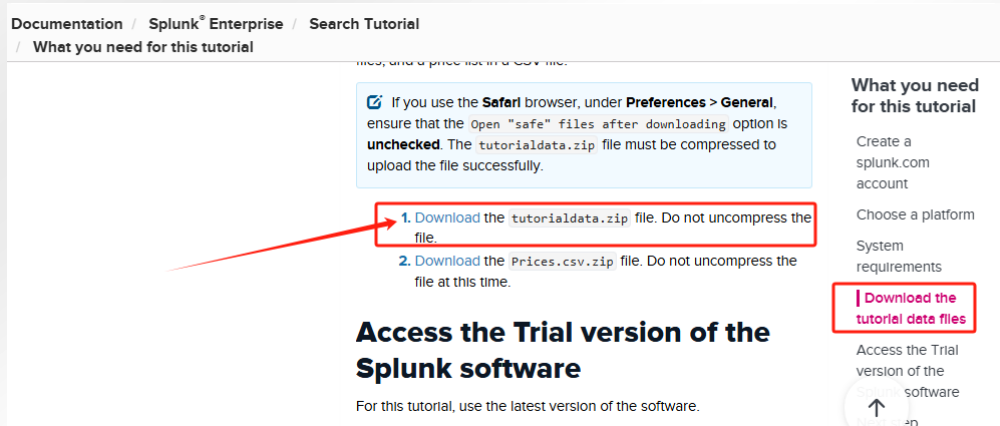 Documentation / Splunk® Enterprise / Search Tutorial
/ What you need for this tutorial
files, and a price list in a CSV file.
If you use the Safari browser, under Preferences > General,
ensure that the Open "safe" files after downloading option is
unchecked. The tutorialdata.zip file must be compressed to
upload the file successfully.
1. Download the tutorialdata.zip file. Do not uncompress the
file.
2. Download the Prices.csv.zip file. Do not uncompress the
file at this time.
Access the Trial version of the
Splunk software
For this tutorial, use the latest version of the software.
What you need
for this tutorial
Create a
splunk.com
account
Choose a platform
System
requirements
Download the
tutorial data files
Access the Trial
version of the
Splunk software
Next step